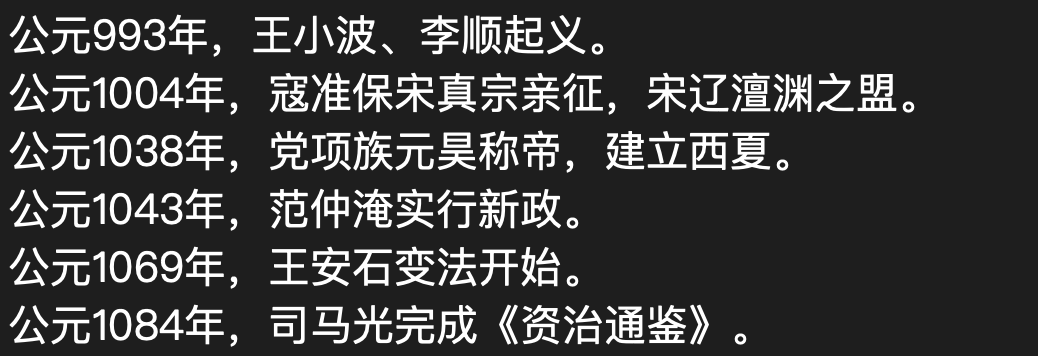 公元993年，王小波、李顺起义。
公元1004年，寇准保宋真宗亲征，宋辽澶渊之盟。
公元1038年，党项族元昊称帝，建立西夏。
公元1043年，范仲淹实行新政。
公元1069年，王安石变法开始。
公元1084年，司马光完成《资治通鉴》。